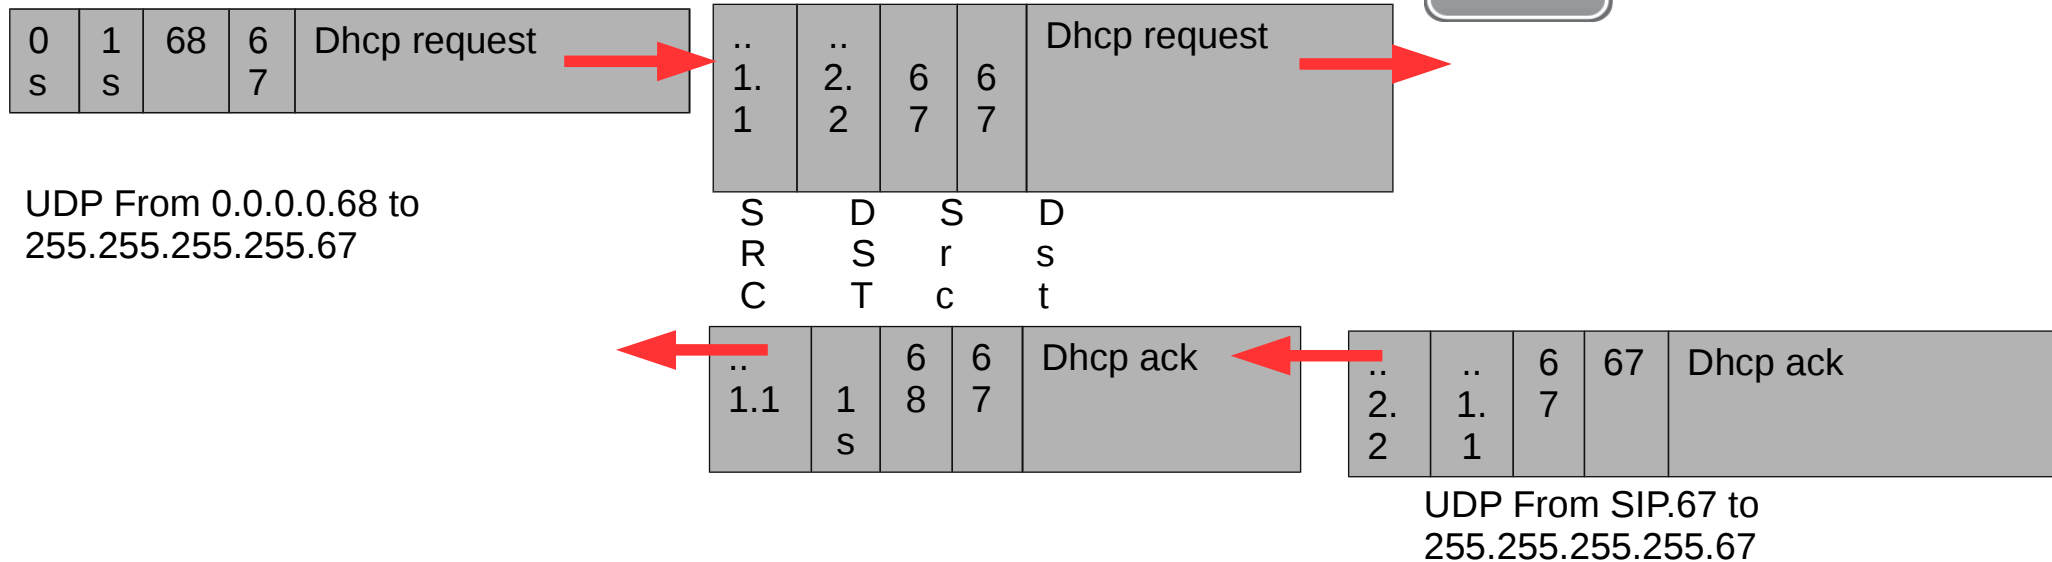 0 s
1 s
68
6 7
Dhcp request
.. 1. 1
.. 2. 2
6 7
6 7
Dhcp request
UDP From 0.0.0.0.68 to
255.255.255.255.67
S R C
D S T
S r c
D s t
.. 1.1
1 s
6 8
6 7
Dhcp ack
.. 2. 2
.. 1. 1
6 7
67
Dhcp ack
UDP From SIP.67 to
255.255.255.255.67